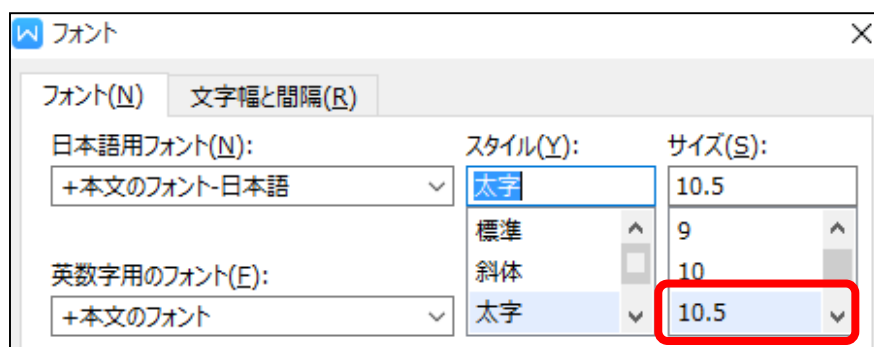 フォント
フォント(N) 文字幅と間隔(R)
日本語用フォント(N): スタイル(Y): サイズ(S):
+本文のフォント-日本語 太字 10.5
標準 9
斜体 10
英数字用のフォント(F):
+本文のフォント 太字 10.5